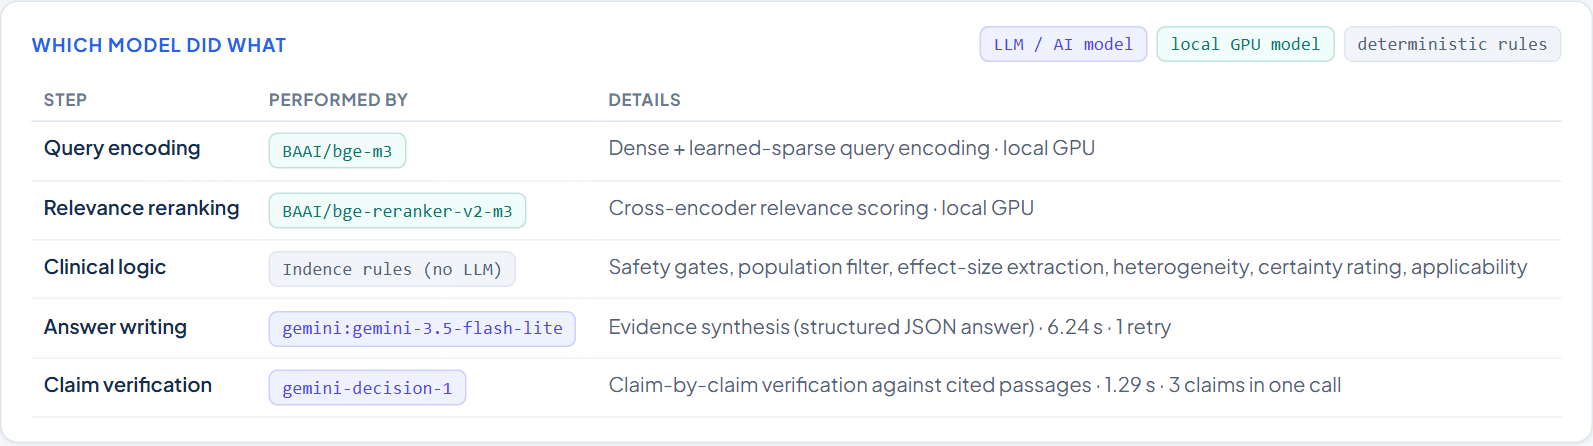 WHICH MODEL DID WHAT
LLM / AI model local GPU model deterministic rules
STEP PERFORMED BY DETAILS
Query encoding BAAI/bge-m3 Dense + learned-sparse query encoding · local GPU
Relevance reranking BAAI/bge-reranker-v2-m3 Cross-encoder relevance scoring · local GPU
Clinical logic Indence rules (no LLM) Safety gates, population filter, effect-size extraction, heterogeneity, certainty rating, applicability
Answer writing gemini:gemini-3.5-flash-lite Evidence synthesis (structured JSON answer) · 6.24 s · 1 retry
Claim verification gemini-decision-1 Claim-by-claim verification against cited passages · 1.29 s · 3 claims in one call